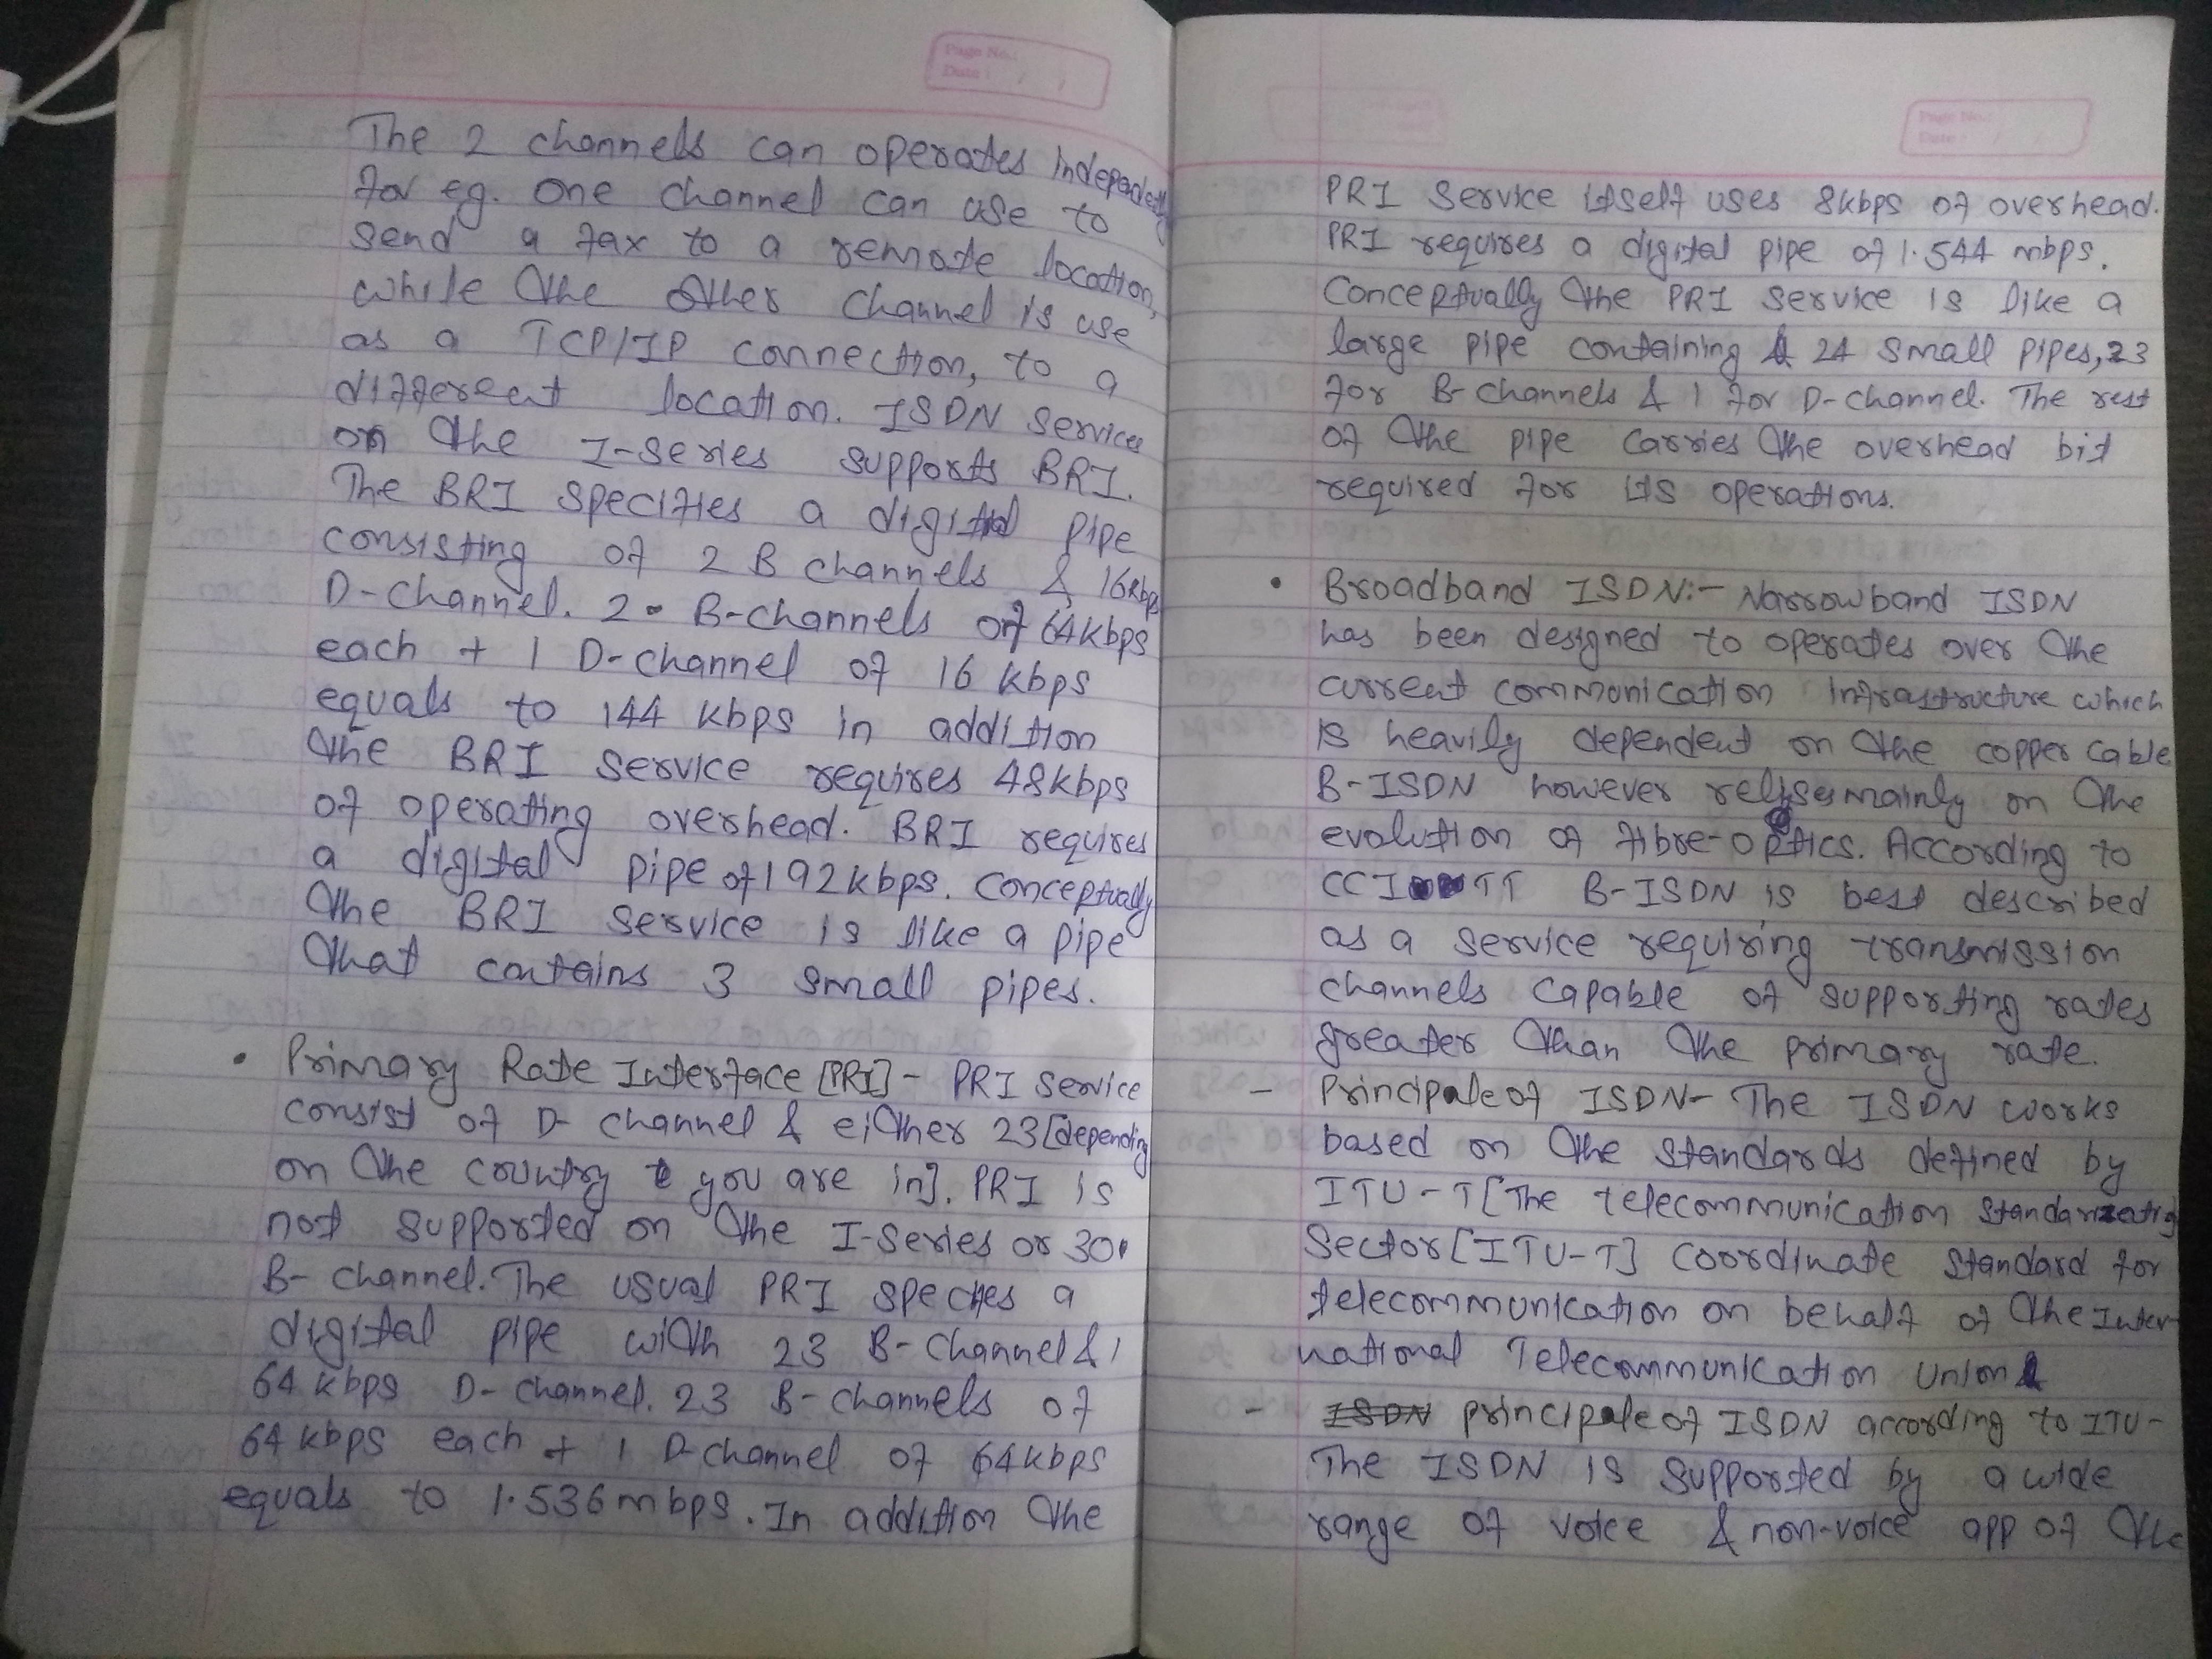 Page No.:
Date: / /
The 2 channels can operates independently
for eg. One channel can use to
send a fax to a remote location,
while the other channel is use
as a TCP/IP connection, to a
different location. ISDN services
on the I-series supports BRI.
The BRI specifies a digital pipe
consisting of 2 B channels & 16kbps
D-channel. 2 B-channels of 64kbps
each + 1 D-channel of 16 kbps
equals to 144 kbps in addition
the BRI service requires 48kbps
of operating overhead. BRI requires
a digital pipe of 192kbps. Conceptually
the BRI service is like a pipe
that contains 3 small pipes.
• Primary Rate Interface [PRI] - PRI service
consist of D- channel & either 23[depending
on the country you are in]. PRI is
not supported on the I-series or 30
B- channel. The usual PRI specifies a
digital pipe with 23 B-channel & 1
64 kbps D- channel. 23 B- channels of
64 kbps each + 1 D-channel of 64kbps
equals to 1.536 mbps. In addition the
Page No.:
Date: / /
PRI service itself uses 8kbps of overhead.
PRI requires a digital pipe of 1.544 mbps.
Conceptually the PRI service is like a
large pipe containing 24 small pipes, 23
for B-channels & 1 for D-channel. The rest
of the pipe carries the overhead bit
required for its operations.
• Broadband ISDN:- Narrowband ISDN
has been designed to operates over the
current communication infrastructure which
is heavily dependent on the copper cable
B-ISDN however mainly on the
evolution of fibre-optics. According to
CCITT B-ISDN is best described
as a service requiring transmission
channels capable of supporting rates
greater than the primary rate.
- Principale of ISDN- The ISDN works
based on the standards defined by
ITU-T[The telecommunication standarization
Sector[ITU-T] coordinate standard for
telecommunication on behalf of the Inter-
national Telecommunication Union
- ISDN principale of ISDN according to ITU-
The ISDN is supported by a wide
range of voice & non-voice app of the